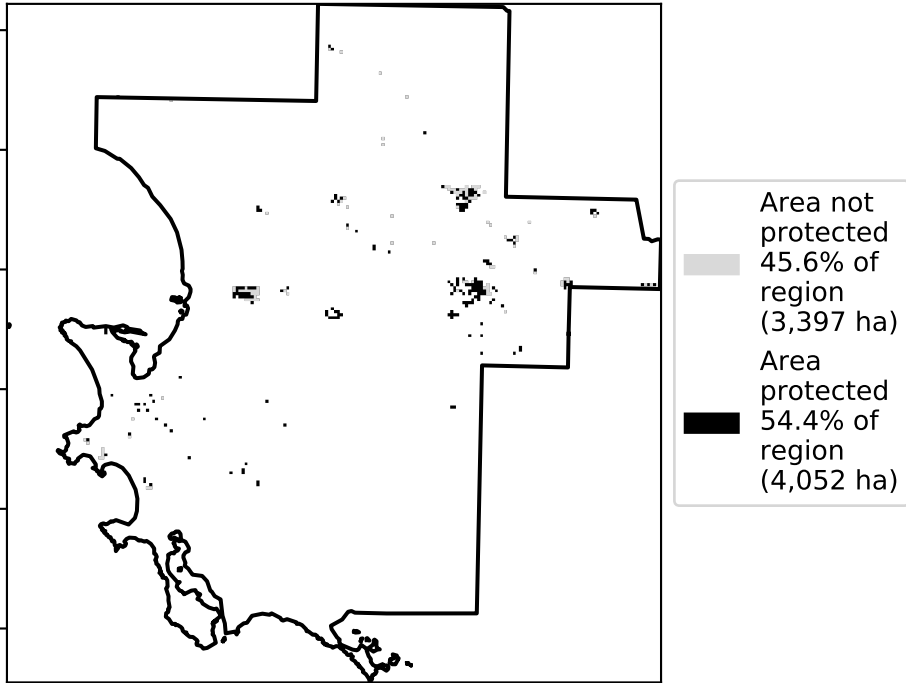 Area not
protected
45.6% of
region
(3,397 ha)
Area
protected
54.4% of
region
(4,052 ha)